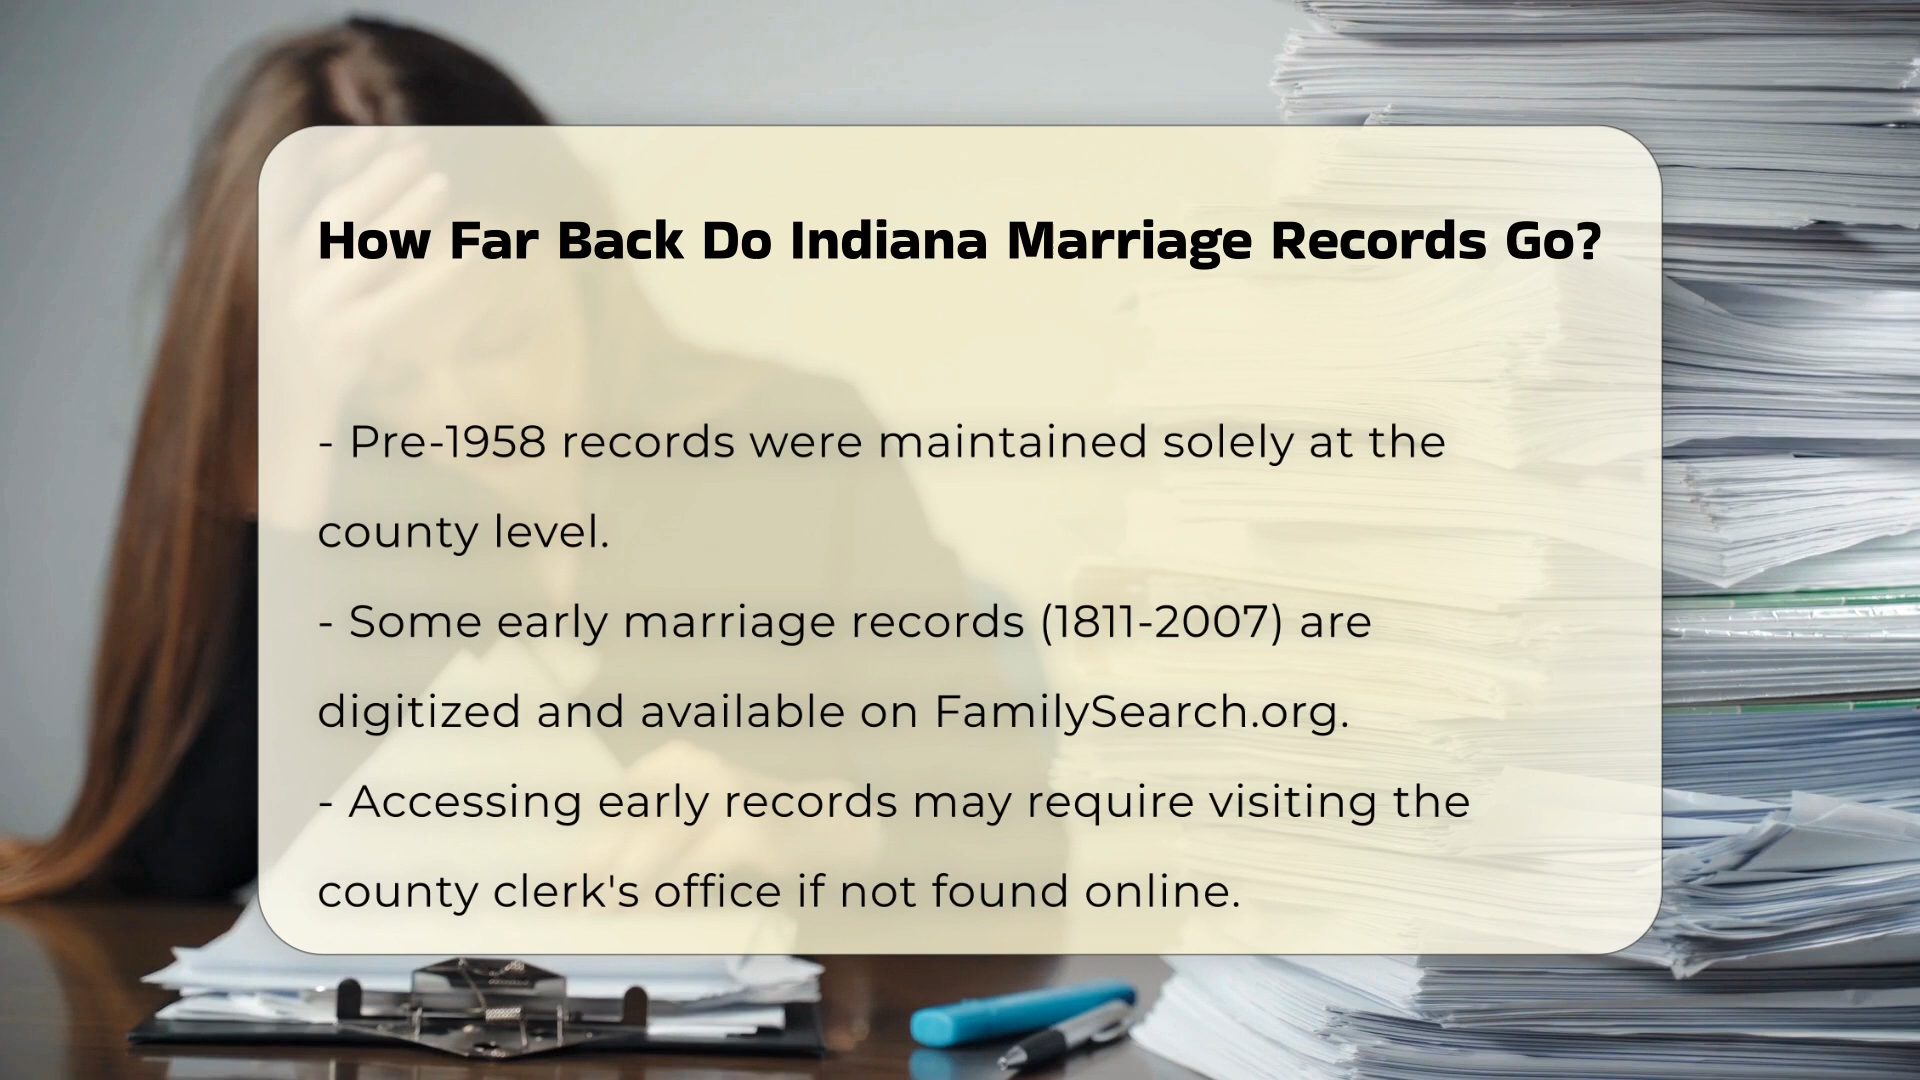 How Far Back Do Indiana Marriage Records Go?
- Pre-1958 records were maintained solely at the
county level.
- Some early marriage records (1811-2007) are
digitized and available on FamilySearch.org.
- Accessing early records may require visiting the
county clerk's office if not found online.